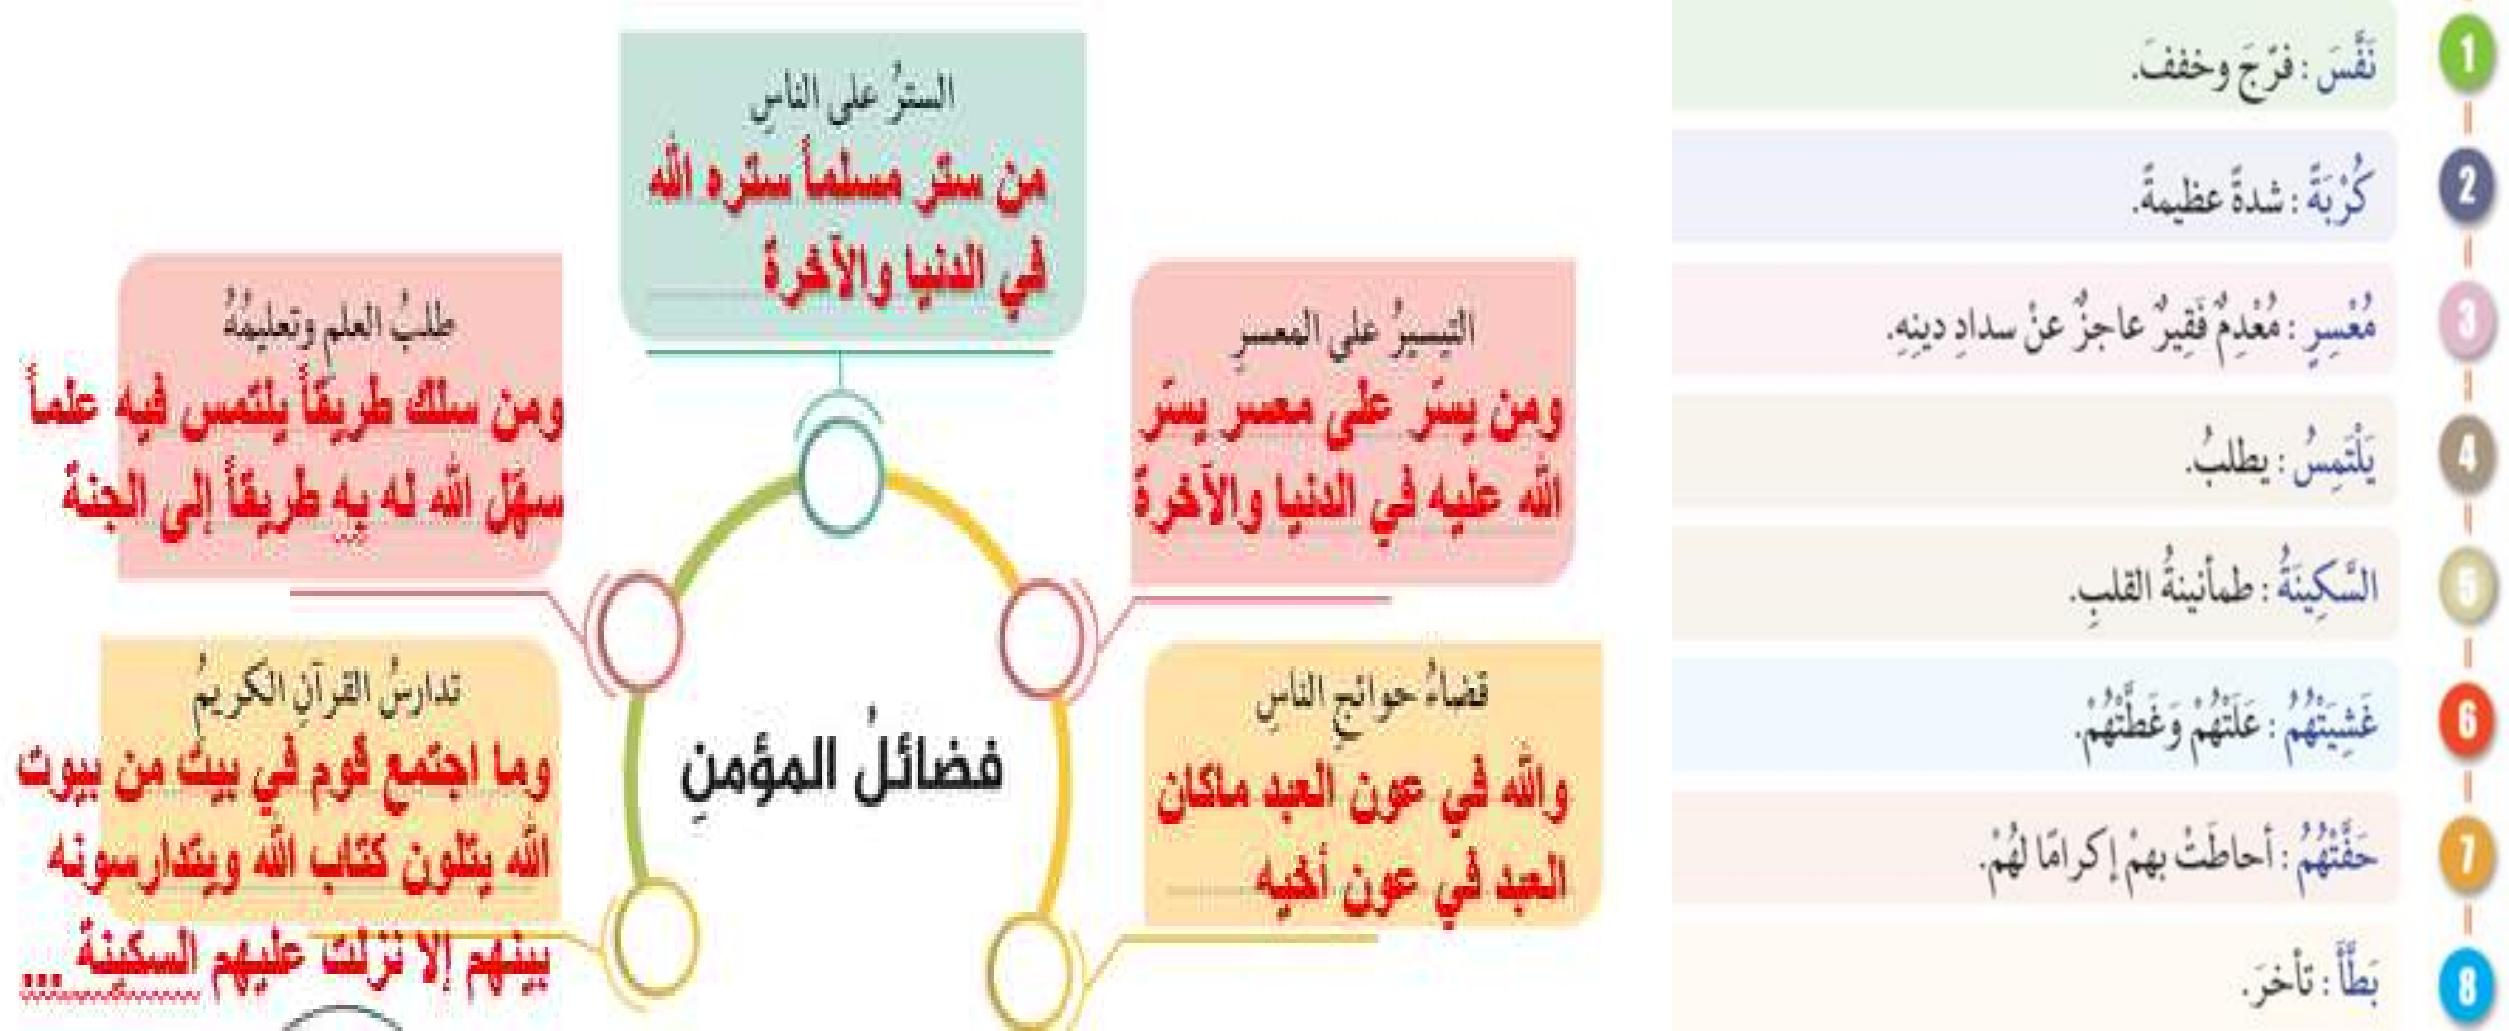 نَفَّسَ : فرّجَ وخففَ.
كُرْبَةً : شدةً عظيمةً.
مُعْسِرٍ : مُعْدِمٌ فَقِيرٌ عاجزٌ عنْ سدادِ دينِهِ.
يَلْتَمِسُ : يطلبُ.
السَّكِينَةُ : طمأنينةُ القلبِ.
غَشِيَتْهُمُ : عَلَتْهُمْ وَغَطَّتْهُمْ.
حَفَّتْهُمُ : أحاطَتْ بهمْ إكرامًا لهُمْ.
بَطَّأَ : تأخرَ.
1
2
3
4
5
6
7
8
السترُ على الناسِ
من ستر مسلماً ستره الله
في الدنيا والآخرة
التيسيرُ على المعسرِ
ومن يسّر على معسر يسّر
الله عليه في الدنيا والآخرة
قضاءُ حوائجِ الناسِ
والله في عون العبد ماكان
العبد في عون أخيه
طلبُ العلمِ وتعليمُهُ
ومن سلك طريقاً يلتمس فيه علماً
سهّل الله له به طريقاً إلى الجنة
تدارسُ القرآنِ الكريمِ
وما اجتمع قوم في بيت من بيوت
الله يتلون كتاب الله ويتدارسونه
بينهم إلا نزلت عليهم السكينة ...
فضائلُ المؤمنِ